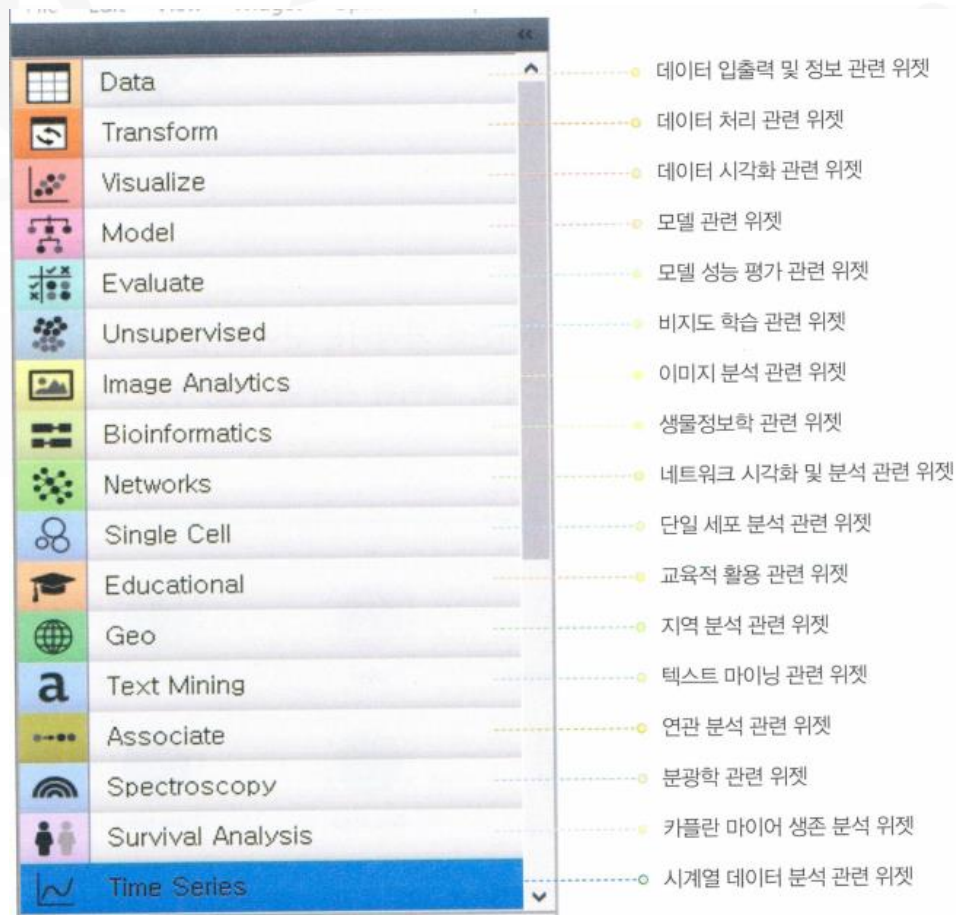 Data 데이터 입출력 및 정보 관련 위젯
Transform 데이터 처리 관련 위젯
Visualize 데이터 시각화 관련 위젯
Model 모델 관련 위젯
Evaluate 모델 성능 평가 관련 위젯
Unsupervised 비지도 학습 관련 위젯
Image Analytics 이미지 분석 관련 위젯
Bioinformatics 생물정보학 관련 위젯
Networks 네트워크 시각화 및 분석 관련 위젯
Single Cell 단일 세포 분석 관련 위젯
Educational 교육적 활용 관련 위젯
Geo 지역 분석 관련 위젯
Text Mining 텍스트 마이닝 관련 위젯
Associate 연관 분석 관련 위젯
Spectroscopy 분광학 관련 위젯
Survival Analysis 카플란 마이어 생존 분석 위젯
Time Series 시계열 데이터 분석 관련 위젯